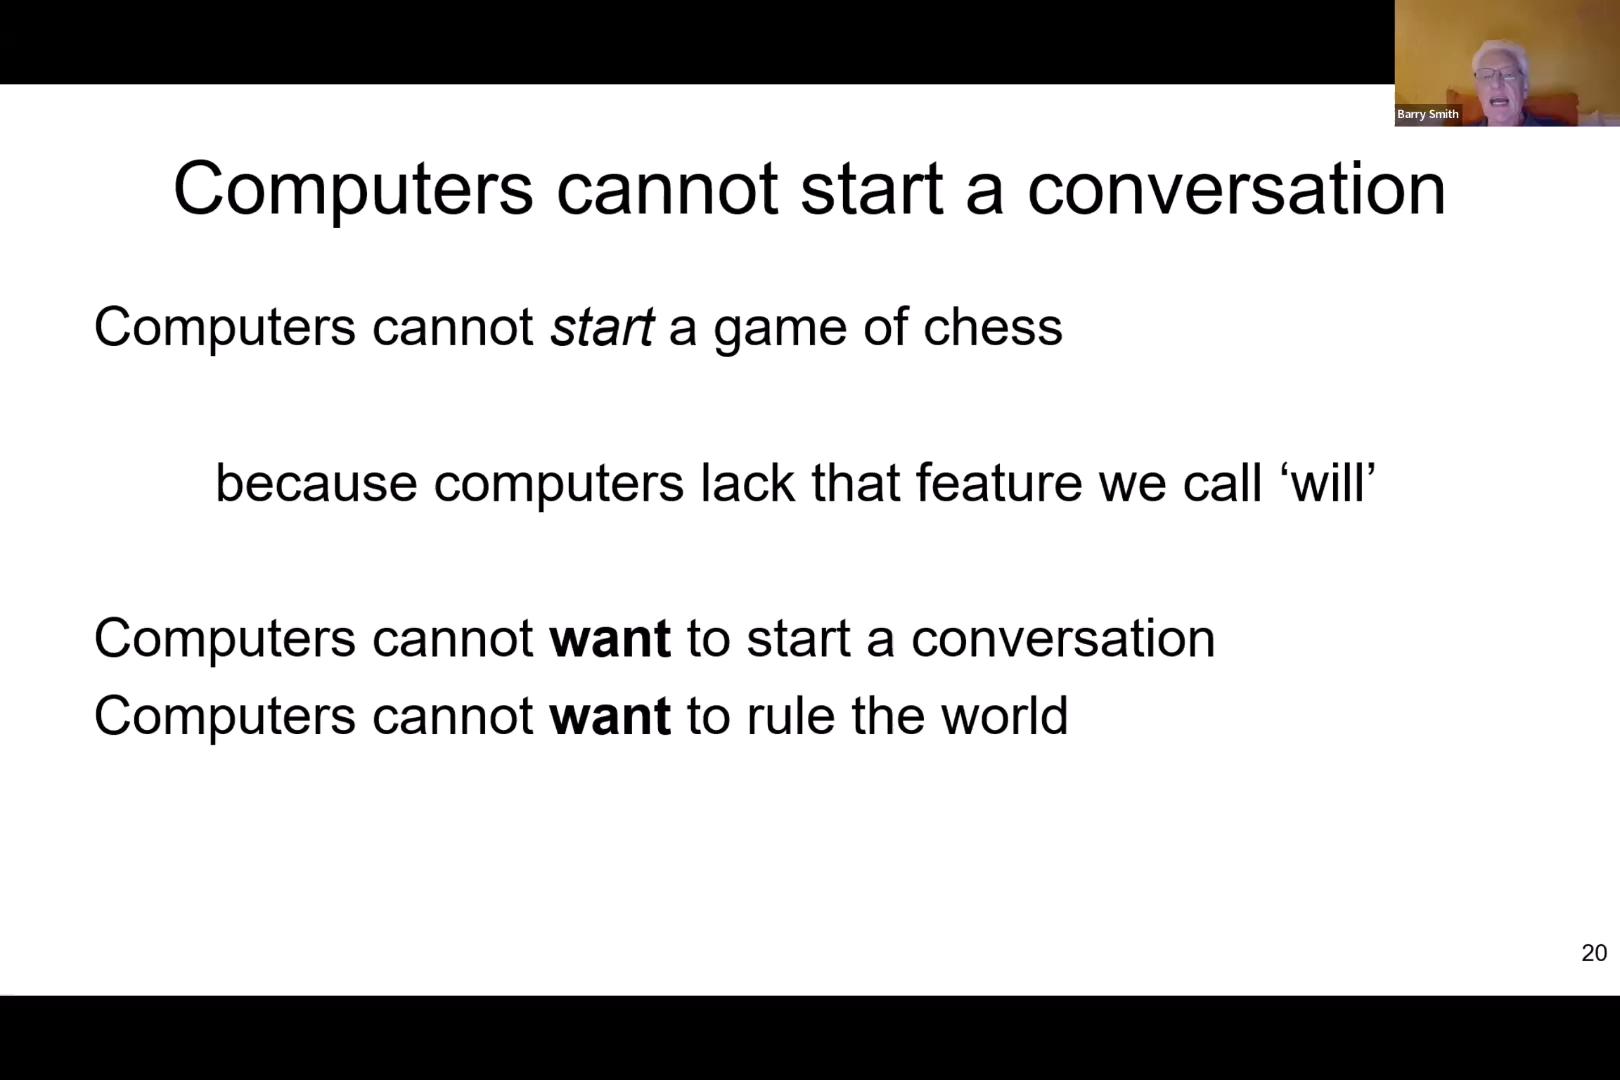 Barry Smith
Computers cannot start a conversation
Computers cannot start a game of chess
because computers lack that feature we call ‘will’
Computers cannot want to start a conversation
Computers cannot want to rule the world
20